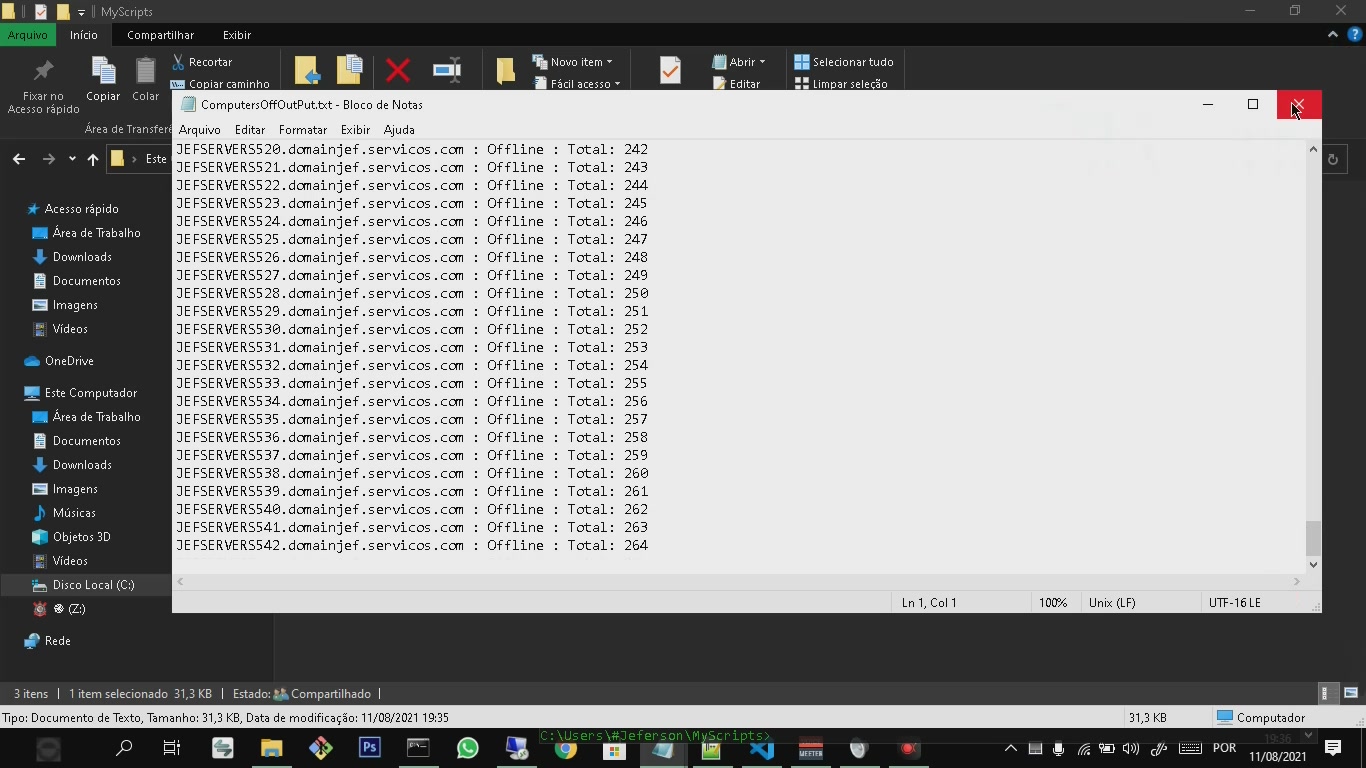 MyScripts
Arquivo Início Compartilhar Exibir
Recortar
Copiar caminho
Novo item
Fácil acesso
Abrir
Editar
Selecionar tudo
Limpar seleção
Fixar no
Acesso rápido
Copiar
Colar
Área de Transferê
ComputersOffOutPut.txt - Bloco de Notas
Arquivo Editar Formatar Exibir Ajuda
Este
JEFSERVERS520.domainjef.servicos.com : Offline : Total: 242
JEFSERVERS521.domainjef.servicos.com : Offline : Total: 243
JEFSERVERS522.domainjef.servicos.com : Offline : Total: 244
JEFSERVERS523.domainjef.servicos.com : Offline : Total: 245
JEFSERVERS524.domainjef.servicos.com : Offline : Total: 246
JEFSERVERS525.domainjef.servicos.com : Offline : Total: 247
JEFSERVERS526.domainjef.servicos.com : Offline : Total: 248
JEFSERVERS527.domainjef.servicos.com : Offline : Total: 249
JEFSERVERS528.domainjef.servicos.com : Offline : Total: 250
JEFSERVERS529.domainjef.servicos.com : Offline : Total: 251
JEFSERVERS530.domainjef.servicos.com : Offline : Total: 252
JEFSERVERS531.domainjef.servicos.com : Offline : Total: 253
JEFSERVERS532.domainjef.servicos.com : Offline : Total: 254
JEFSERVERS533.domainjef.servicos.com : Offline : Total: 255
JEFSERVERS534.domainjef.servicos.com : Offline : Total: 256
JEFSERVERS535.domainjef.servicos.com : Offline : Total: 257
JEFSERVERS536.domainjef.servicos.com : Offline : Total: 258
JEFSERVERS537.domainjef.servicos.com : Offline : Total: 259
JEFSERVERS538.domainjef.servicos.com : Offline : Total: 260
JEFSERVERS539.domainjef.servicos.com : Offline : Total: 261
JEFSERVERS540.domainjef.servicos.com : Offline : Total: 262
JEFSERVERS541.domainjef.servicos.com : Offline : Total: 263
JEFSERVERS542.domainjef.servicos.com : Offline : Total: 264
Ln 1, Col 1 100% Unix (LF) UTF-16 LE
Acesso rápido
Área de Trabalho
Downloads
Documentos
Imagens
Vídeos
OneDrive
Este Computador
Área de Trabalho
Documentos
Downloads
Imagens
Músicas
Objetos 3D
Vídeos
Disco Local (C:)
(Z:)
Rede
3 itens | 1 item selecionado 31,3 KB | Estado: Compartilhado |
Tipo: Documento de Texto, Tamanho: 31,3 KB, Data de modificação: 11/08/2021 19:35 31,3 KB Computador
C:\Users\#Jeferson\MyScripts>
Ps
MEETER
POR
19:36
11/08/2021